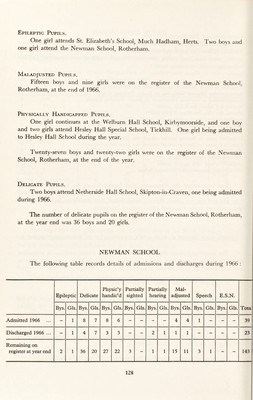 EPILEPTIC PUPILS.
One girl attends St. Elizabeth's School, Much Hadham, Herts. Two boys and
one girl attend the Newman School, Rotherham.
MALADJUSTED PUPILS.
Fifteen boys and nine girls were on the register of the Newman School,
Rotherham, at the end of 1966.
PHYSICALLY HANDICAPPED PUPILS.
One girl continues at the Welburn Hall School, Kirbymoorside, and one boy
and two girls attend Hesley Hall Special School, Tickhill. One girl being admitted
to Hesley Hall School during the year.
Twenty-seven boys and twenty-two girls were on the register of the Newman
School, Rotherham, at the end of the year.
DELICATE PUPILS.
Two boys attend Netherside Hall School, Skipton-in-Craven, one being admitted
during 1966.
The number of delicate pupils on the register of the Newman School, Rotherham,
at the year end was 36 boys and 20 girls.
NEWMAN SCHOOL
The following table records details of admissions and discharges during 1966 :
Epileptic Delicate Physic'y handic'd Partially sighted Partially hearing Mal-adjusted Speech E.S.N.
Bys. Gls. Bys. Gls. Bys. Gls. Bys. Gls. Bys. Gls. Bys. Gls. Bys. Gls. Bys. Gls. Total
Admitted 1966 ... – 1 8 7 8 6 – – – – 4 4 1 – – – 39
Discharged 1966 ... – 1 4 7 3 3 – – 2 1 1 1 – – – – 23
Remaining on
register at year end 2 1 36 20 27 22 3 – 1 1 15 11 3 1 – – 143
128